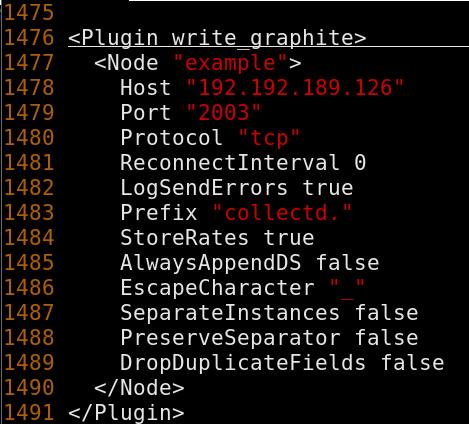 1475
1476 <Plugin write_graphite>
1477   <Node "example">
1478     Host "192.192.189.126"
1479     Port "2003"
1480     Protocol "tcp"
1481     ReconnectInterval 0
1482     LogSendErrors true
1483     Prefix "collectd."
1484     StoreRates true
1485     AlwaysAppendDS false
1486     EscapeCharacter "_"
1487     SeparateInstances false
1488     PreserveSeparator false
1489     DropDuplicateFields false
1490   </Node>
1491 </Plugin>